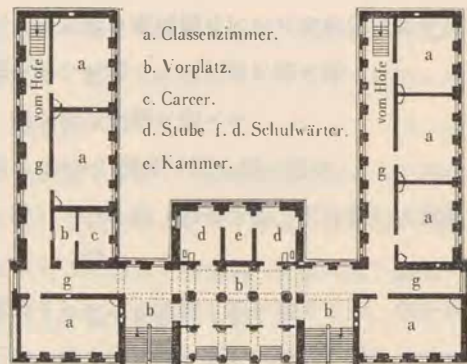 a. Classenzimmer.
b. Vorplatz.
c. Carcer.
d. Stube f. d. Schulwärter.
e. Kammer.
vom Hofe
a
g
a
b
c
g
a
b
d
e
d
b
b
vom Hofe
a
g
a
a
g
a